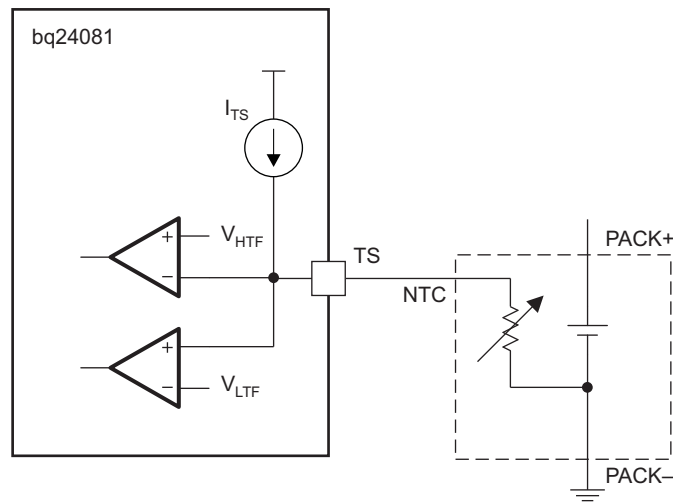 bq24081
I_TS
V_HTF
+
−
TS
NTC
PACK+
+
−
V_LTF
PACK–